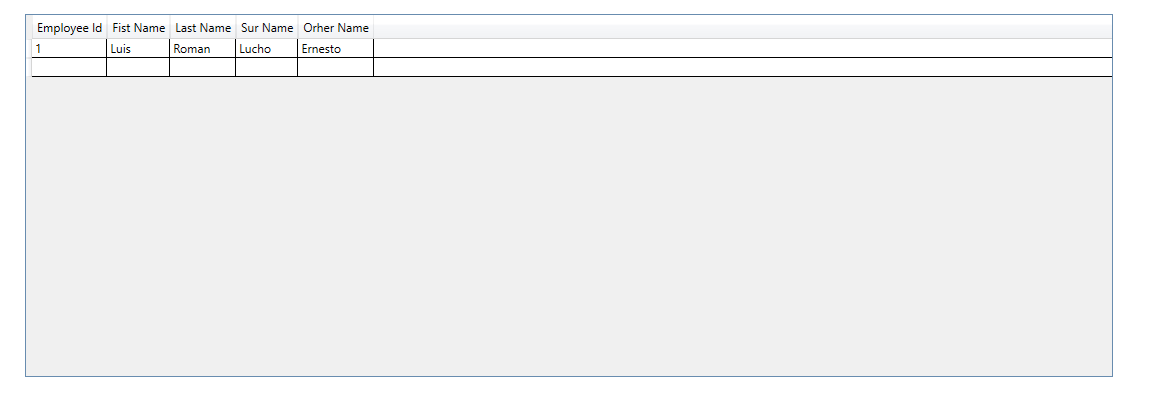 Employee Id Fist Name Last Name Sur Name Orher Name
1 Luis Roman Lucho Ernesto